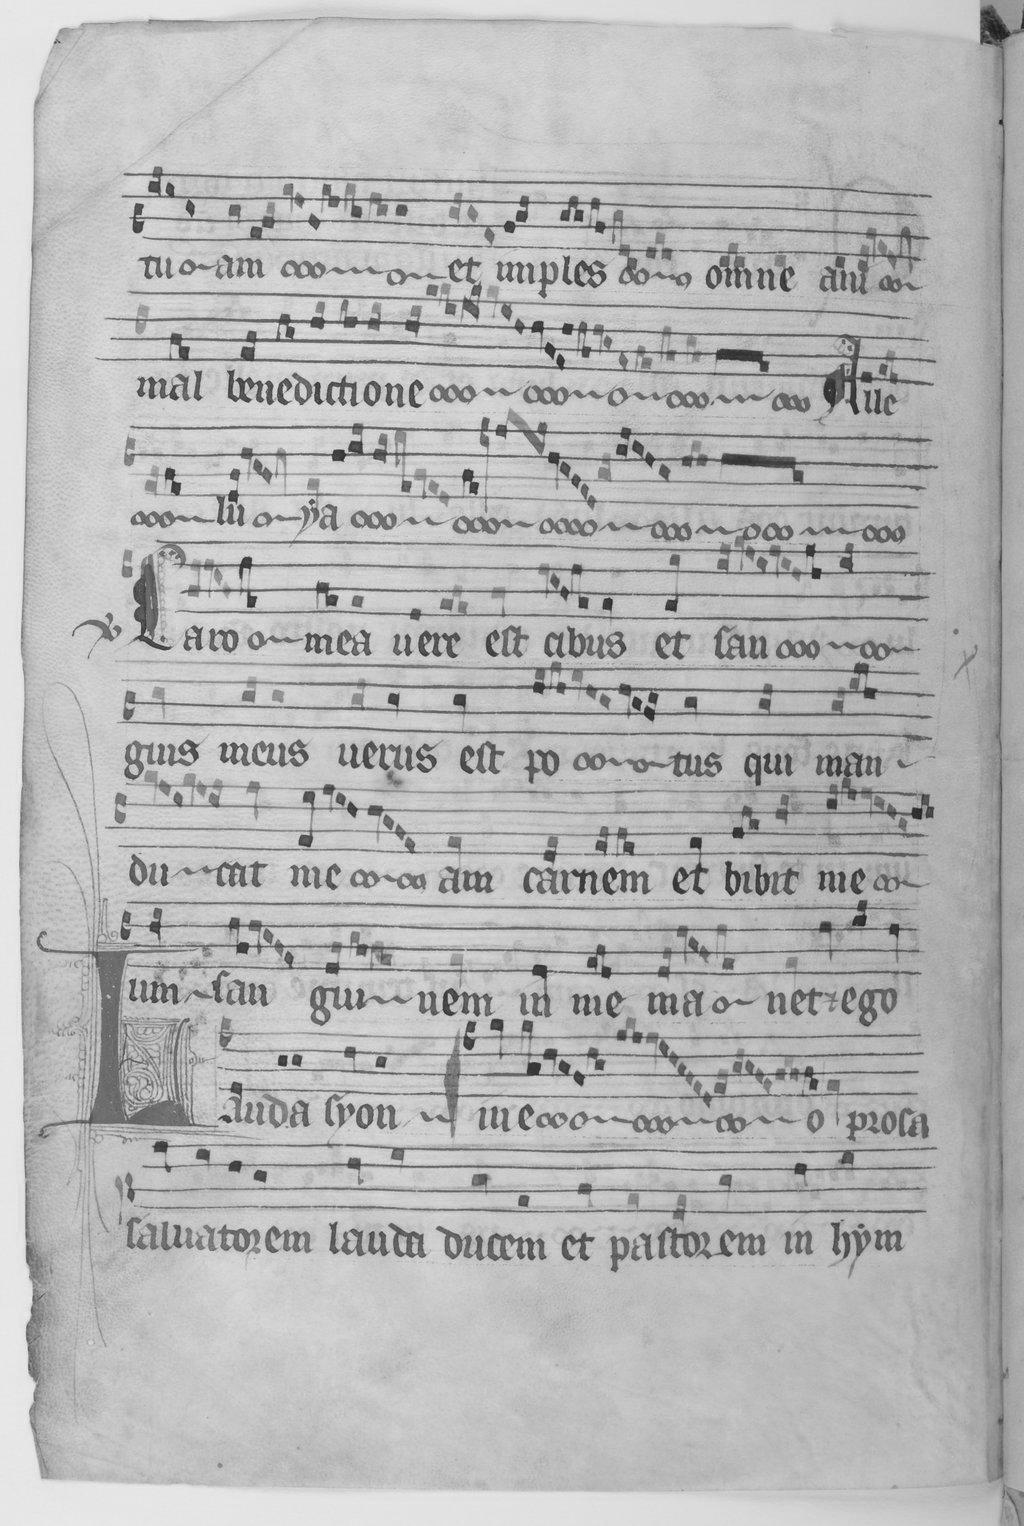 tu am et imples omne ani
mal benedictione Alle
lu ya
℣ Caro mea uere est cibus et san
guis meus uerus est po tus qui man
du cat me am carnem et bibit me
um san gui nem in me ma net ⁊ ego
Lauda syon in eo o prosa
saluatorem lauda ducem et pastorem in hym